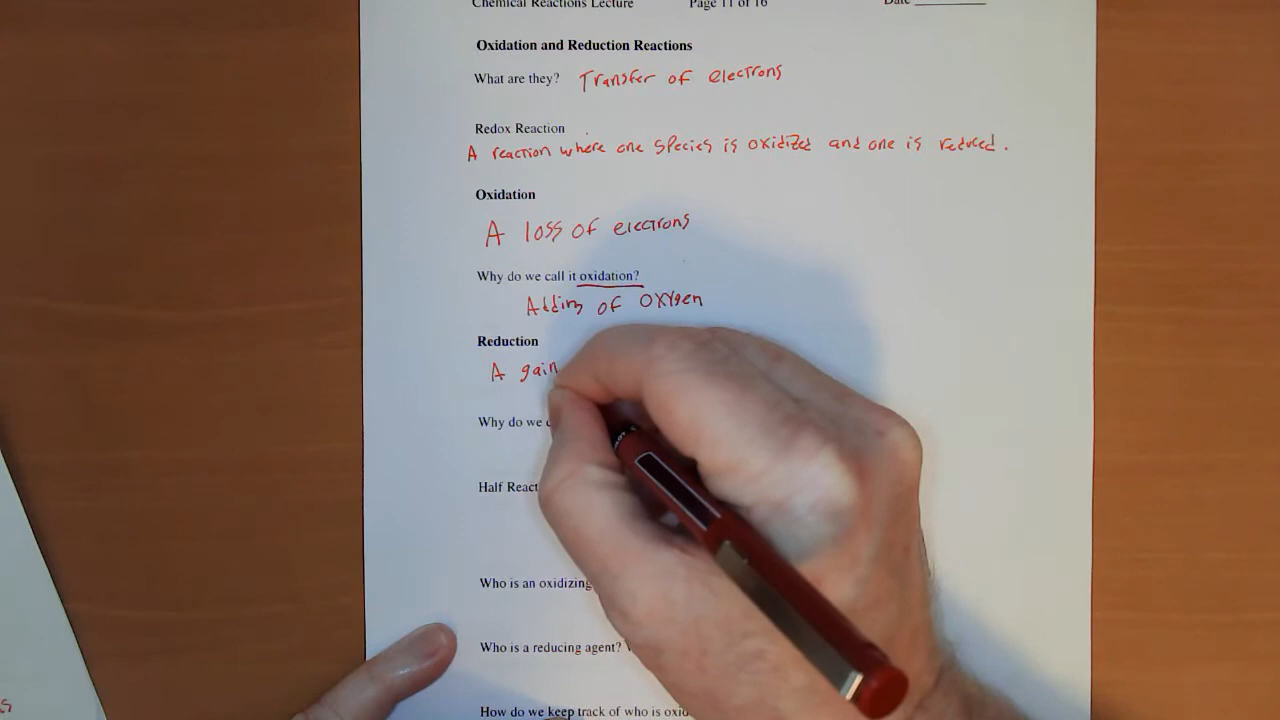 Chemical Reactions Lecture Page 11 of 16 Date
Oxidation and Reduction Reactions
What are they? Transfer of electrons
Redox Reaction
A reaction where one species is oxidized and one is reduced.
Oxidation
A loss of electrons
Why do we call it oxidation?
Adding of oxygen
Reduction
A gain
Why do we
Half React
Who is an oxidizing
Who is a reducing agent?
How do we keep track of who is oxid